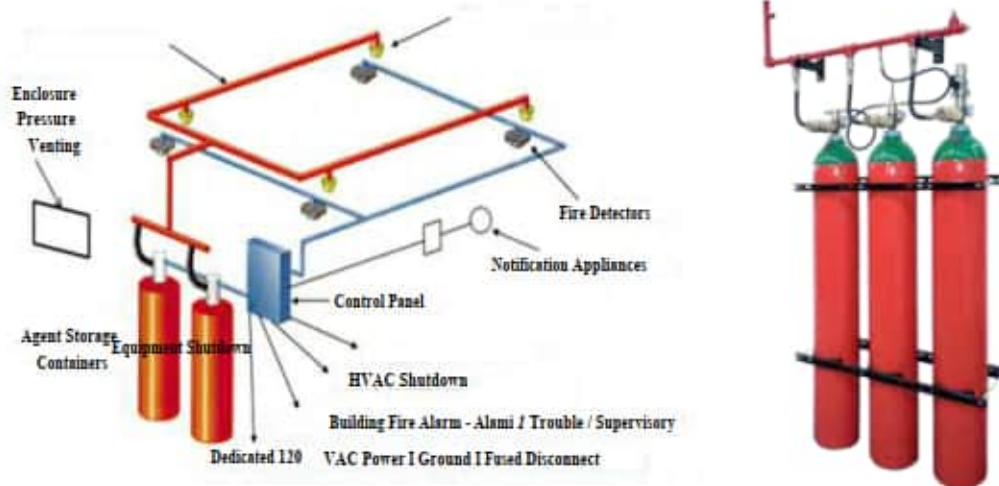 Enclosure
Pressure
Venting
Fire Detectors
Notification Appliances
Control Panel
Agent Storage
Containers
Equipment Shutdown
HVAC Shutdown
Building Fire Alarm - Alami / Trouble / Supervisory
Dedicated 120
VAC Power I Ground I Fused Disconnect